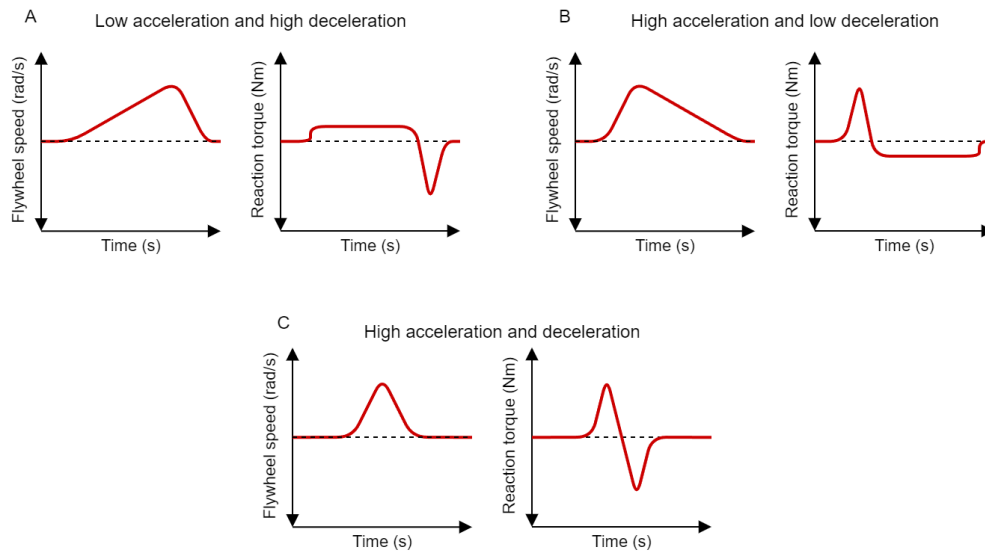 A
Low acceleration and high deceleration
Flywheel speed (rad/s)
Time (s)
Reaction torque (Nm)
Time (s)
B
High acceleration and low deceleration
Flywheel speed (rad/s)
Time (s)
Reaction torque (Nm)
Time (s)
C
High acceleration and deceleration
Flywheel speed (rad/s)
Time (s)
Reaction torque (Nm)
Time (s)